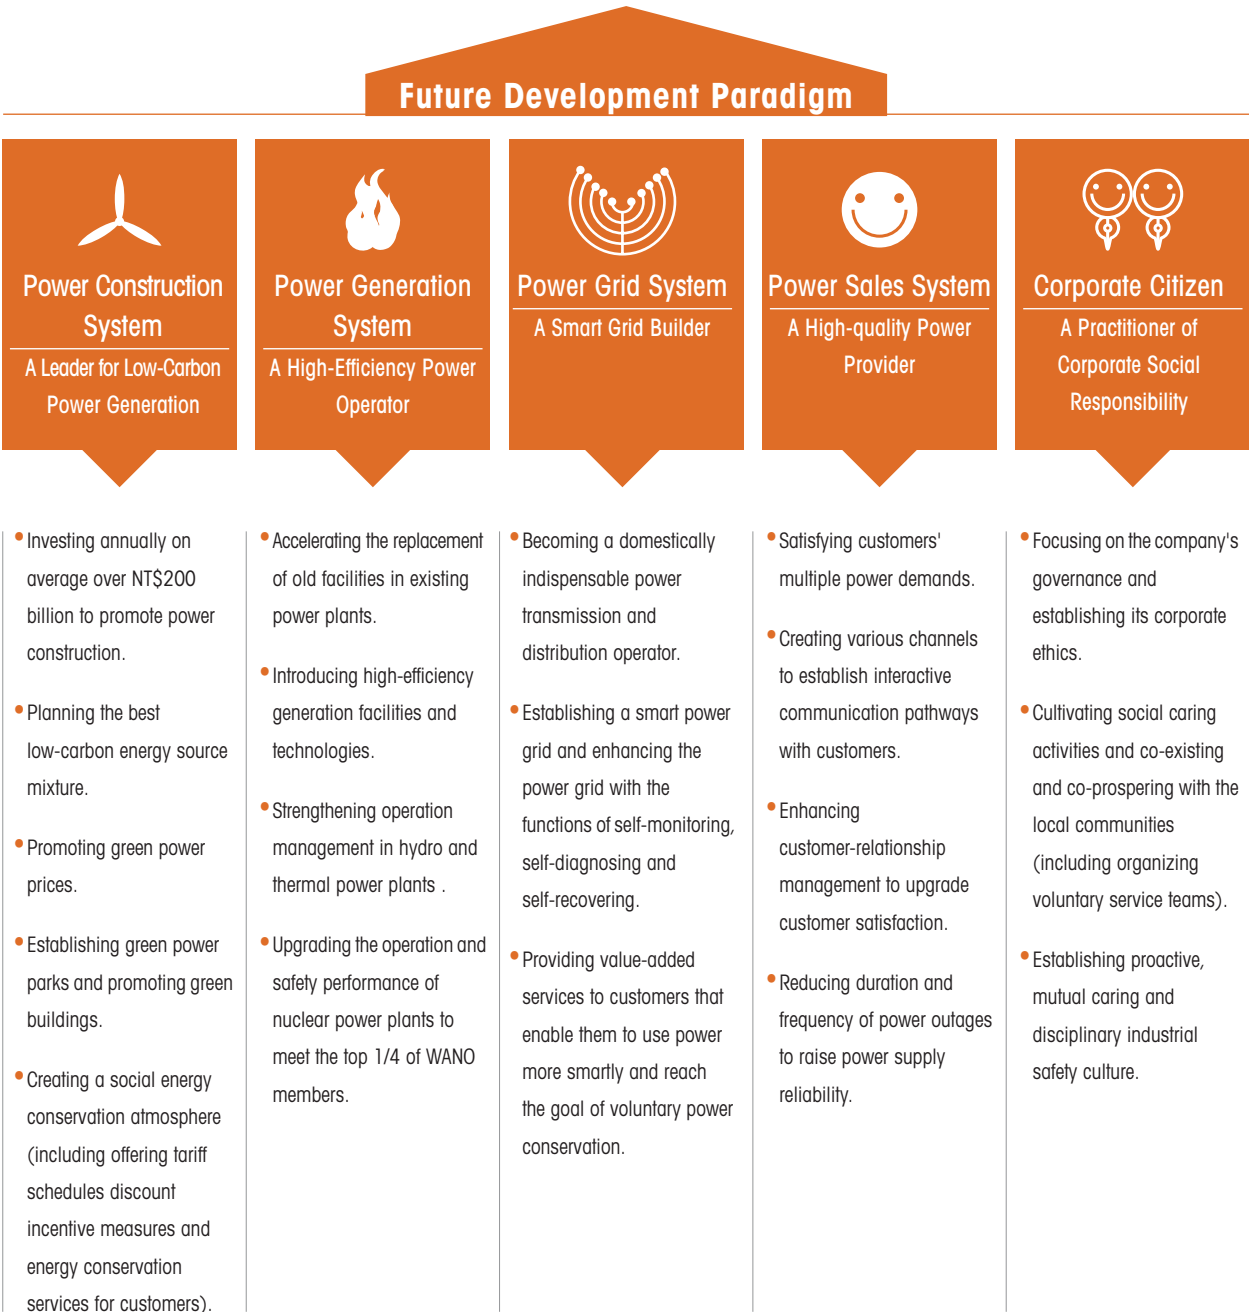 Future Development Paradigm
Power Construction
System
A Leader for Low-Carbon
Power Generation
Power Generation
System
A High-Efficiency Power
Operator
Power Grid System
A Smart Grid Builder
Power Sales System
A High-quality Power
Provider
Corporate Citizen
A Practitioner of
Corporate Social
Responsibility
•Investing annually on
average over NT$200
billion to promote power
construction.
•Planning the best
low-carbon energy source
mixture.
•Promoting green power
prices.
•Establishing green power
parks and promoting green
buildings.
•Creating a social energy
conservation atmosphere
(including offering tariff
schedules discount
incentive measures and
energy conservation
services for customers).
•Accelerating the replacement
of old facilities in existing
power plants.
•Introducing high-efficiency
generation facilities and
technologies.
•Strengthening operation
management in hydro and
thermal power plants .
•Upgrading the operation and
safety performance of
nuclear power plants to
meet the top 1/4 of WANO
members.
•Becoming a domestically
indispensable power
transmission and
distribution operator.
•Establishing a smart power
grid and enhancing the
power grid with the
functions of self-monitoring,
self-diagnosing and
self-recovering.
•Providing value-added
services to customers that
enable them to use power
more smartly and reach
the goal of voluntary power
conservation.
•Satisfying customers'
multiple power demands.
•Creating various channels
to establish interactive
communication pathways
with customers.
•Enhancing
customer-relationship
management to upgrade
customer satisfaction.
•Reducing duration and
frequency of power outages
to raise power supply
reliability.
•Focusing on the company's
governance and
establishing its corporate
ethics.
•Cultivating social caring
activities and co-existing
and co-prospering with the
local communities
(including organizing
voluntary service teams).
•Establishing proactive,
mutual caring and
disciplinary industrial
safety culture.